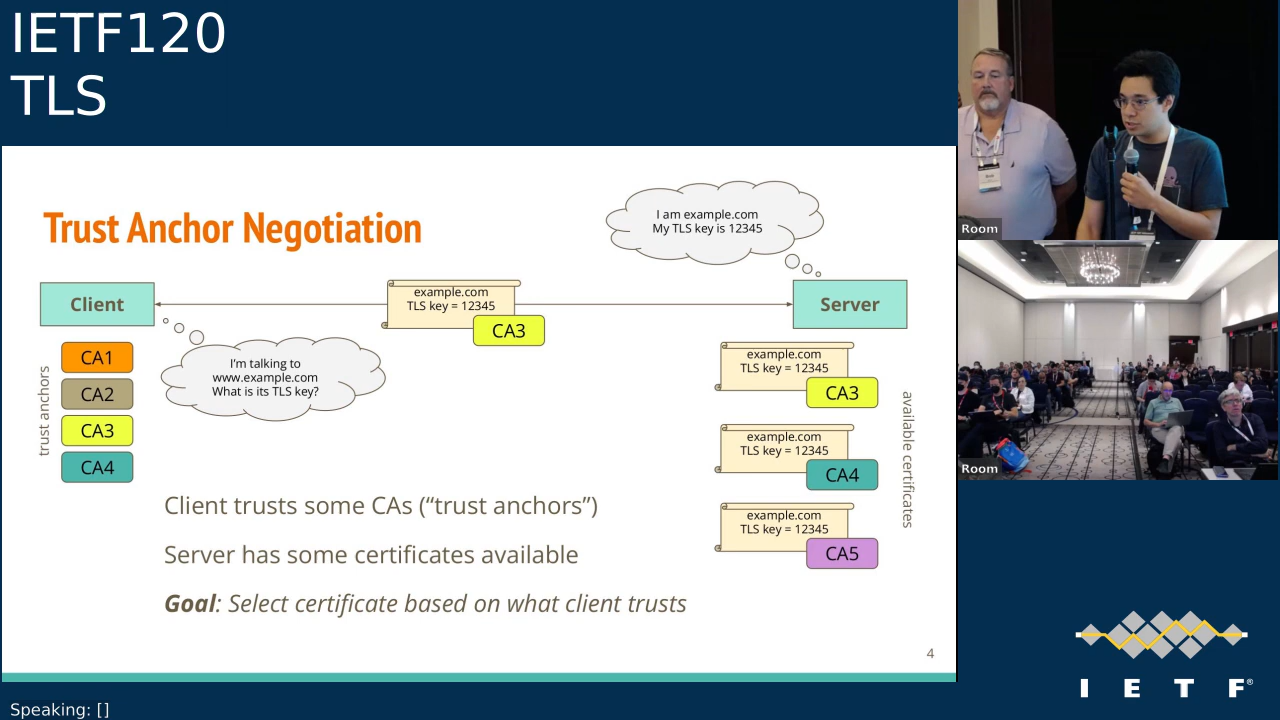 IETF120
TLS
Trust Anchor Negotiation
I am example.com
My TLS key is 12345
Client
example.com
TLS key = 12345
CA3
Server
trust anchors
CA1
CA2
CA3
CA4
I'm talking to
www.example.com
What is its TLS key?
example.com
TLS key = 12345
CA3
example.com
TLS key = 12345
CA4
example.com
TLS key = 12345
CA5
available certificates
Client trusts some CAs (“trust anchors”)
Server has some certificates available
Goal: Select certificate based on what client trusts
4
Room
Room
I E T F®
Speaking: []